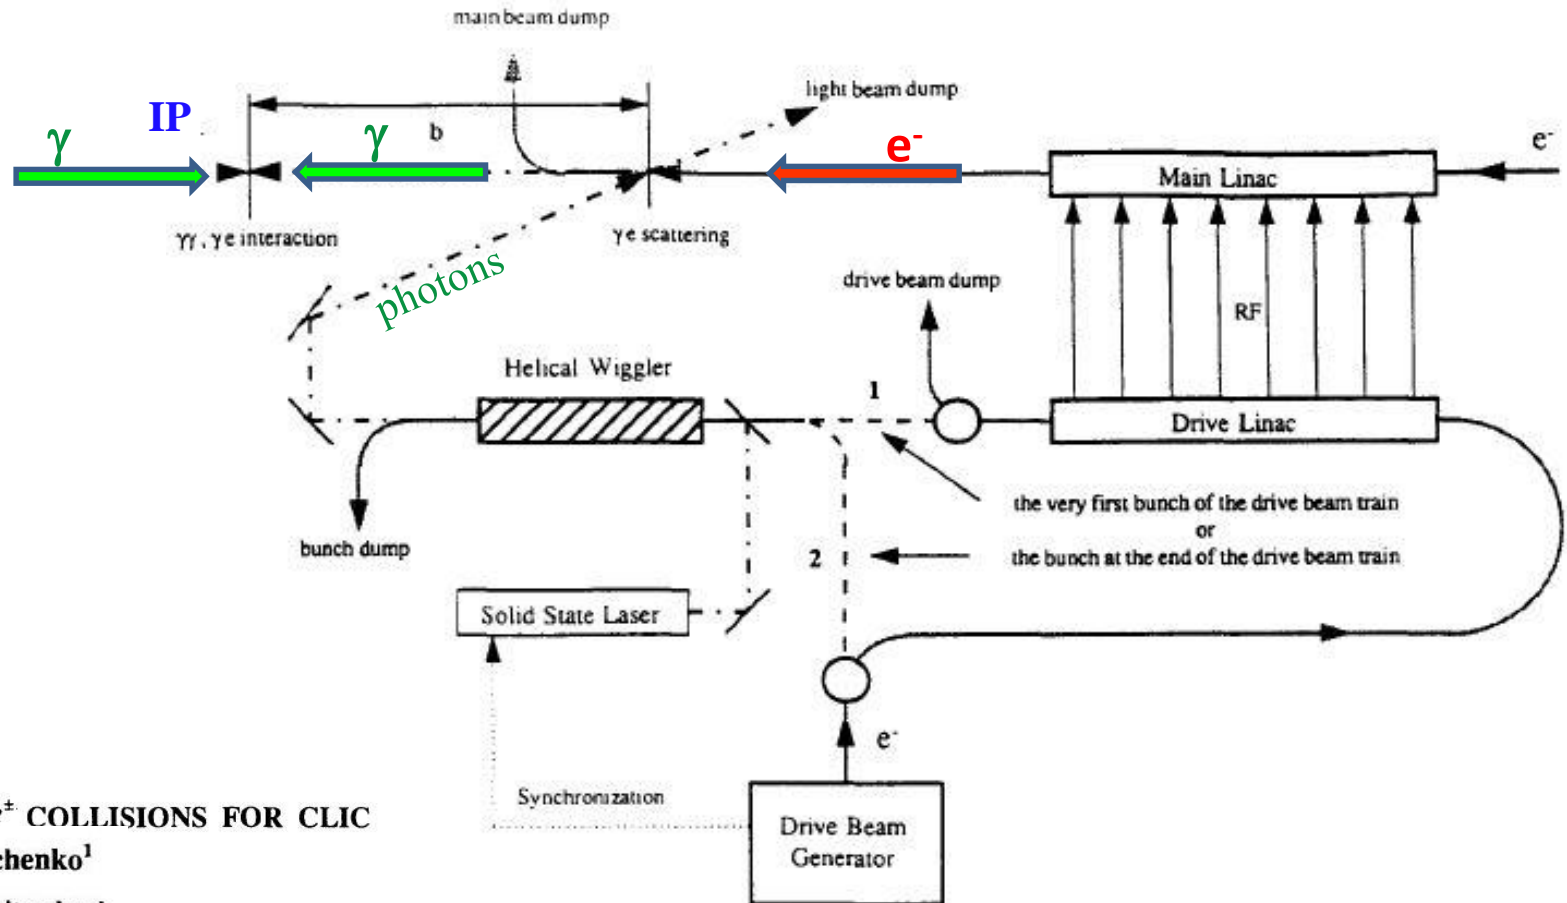 main beam dump
light beam dump
IP
γ
b
γ
e-
e-
Main Linac
γγ, γe interaction
γe scattering
photons
drive beam dump
RF
Helical Wiggler
1
Drive Linac
the very first bunch of the drive beam train
or
the bunch at the end of the drive beam train
bunch dump
2
Solid State Laser
e-
Synchronization
Drive Beam
Generator
± COLLISIONS FOR CLIC
chenko1